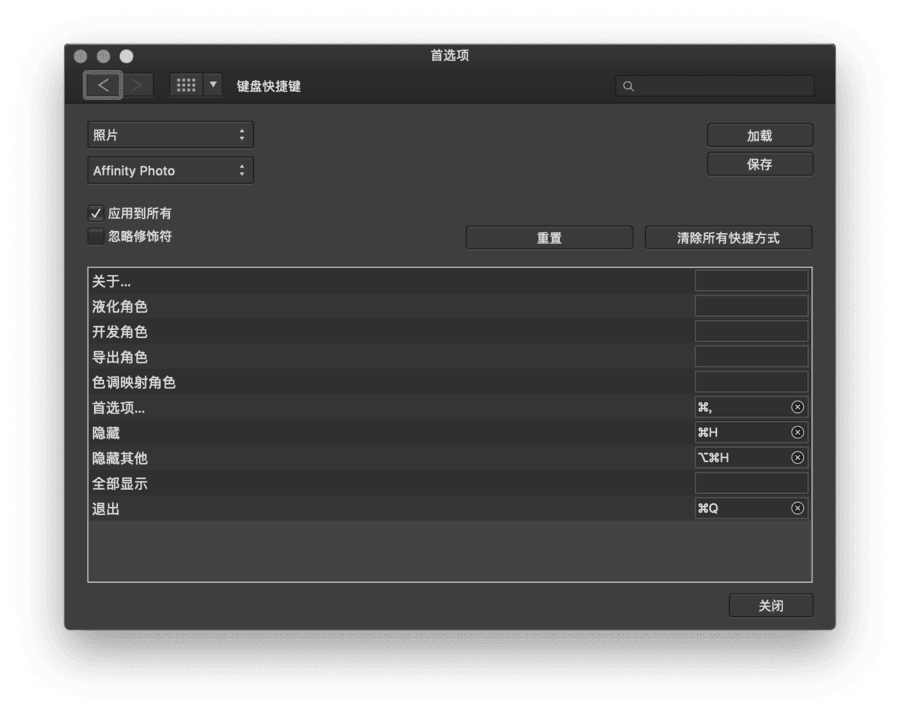 首选项
键盘快捷键
照片
加载
Affinity Photo
保存
应用到所有
忽略修饰符
重置
清除所有快捷方式
关于...
液化角色
开发角色
导出角色
色调映射角色
首选项... ⌘,
隐藏 ⌘H
隐藏其他 ⌥⌘H
全部显示
退出 ⌘Q
关闭